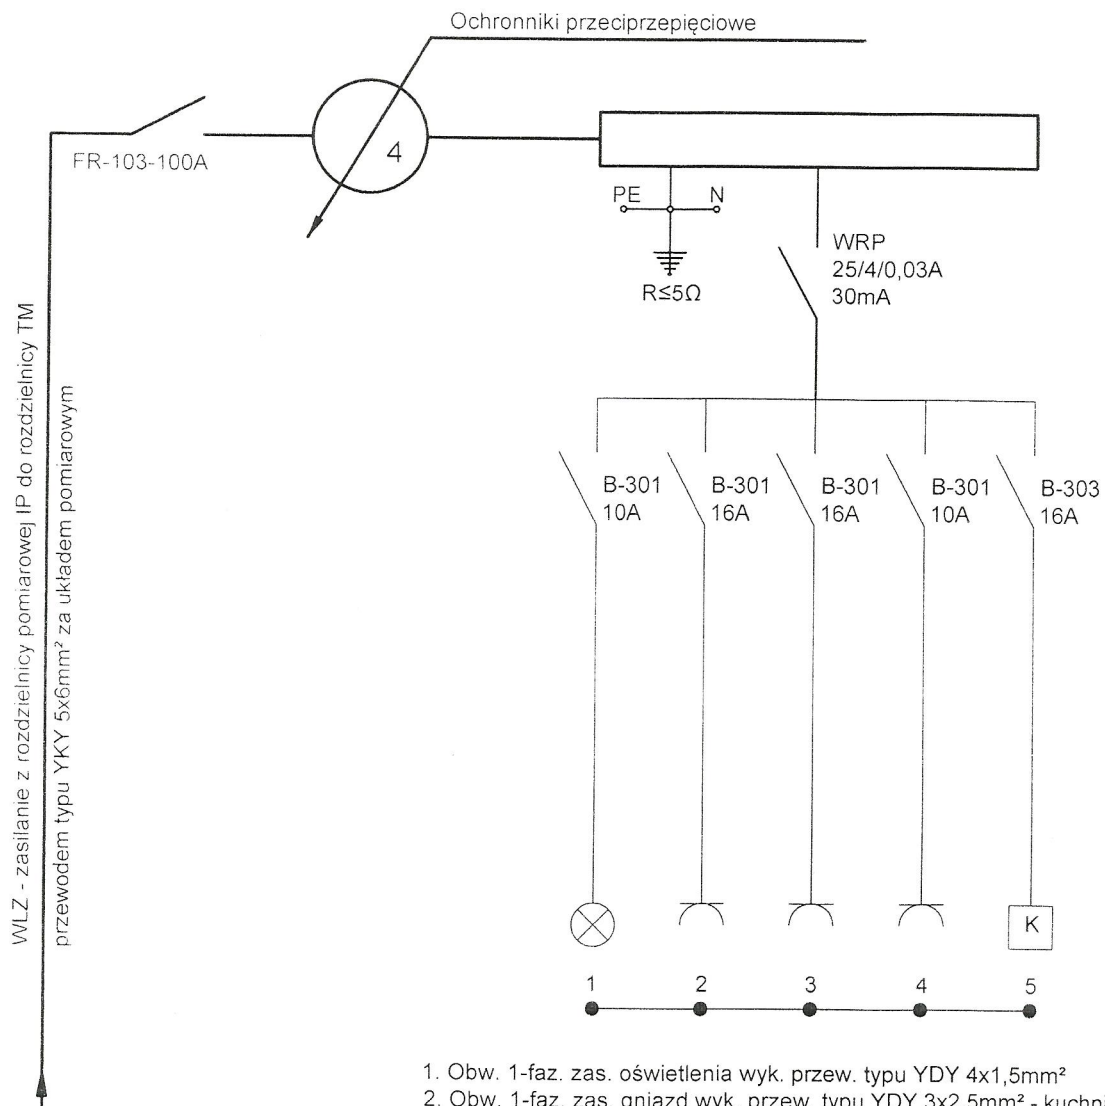 Ochronniki przeciprzepięciowe
FR-103-100A
4
PE
N
R≤5Ω
WRP
25/4/0,03A
30mA
WLZ - zasilanie z rozdzielnicy pomiarowej IP do rozdzielnicy TM
przewodem typu YKY 5x6mm² za układem pomiarowym
B-301
10A
B-301
16A
B-301
16A
B-301
10A
B-303
16A
K
1 2 3 4 5
1. Obw. 1-faz. zas. oświetlenia wyk. przew. typu YDY 4x1,5mm²
2. Obw. 1-faz. zas. gniazd wyk. przew. typu YDY 3x2,5mm² - kuchni